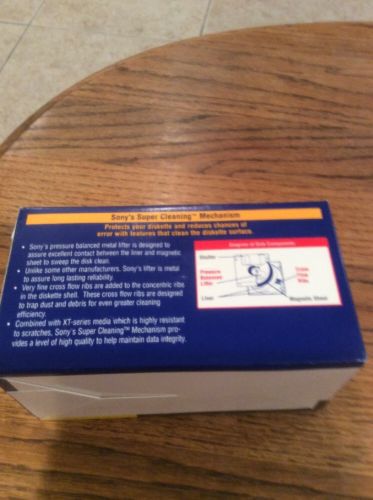 Sony's Super Cleaning™ Mechanism
Protects your diskette and reduces chances of
error with features that clean the diskette surface.
• Sony's pressure balanced metal lifter is designed to
assure excellent contact between the liner and magnetic
sheet to sweep the disk clean.
• Unlike some other manufacturers, Sony's lifter is metal
to assure long lasting reliability.
• Very fine cross flow ribs are added to the concentric ribs
in the diskette shell. These cross flow ribs are designed
to trap dust and debris for even greater cleaning
efficiency.
• Combined with XT-series media which is highly resistant
to scratches, Sony's Super Cleaning™ Mechanism pro-
vides a level of high quality to help maintain data integrity.
Diagram of Disk Components
Shutter
Pressure
Balanced
Lifter
Cross
Flow
Ribs
Liner
Magnetic Sheet